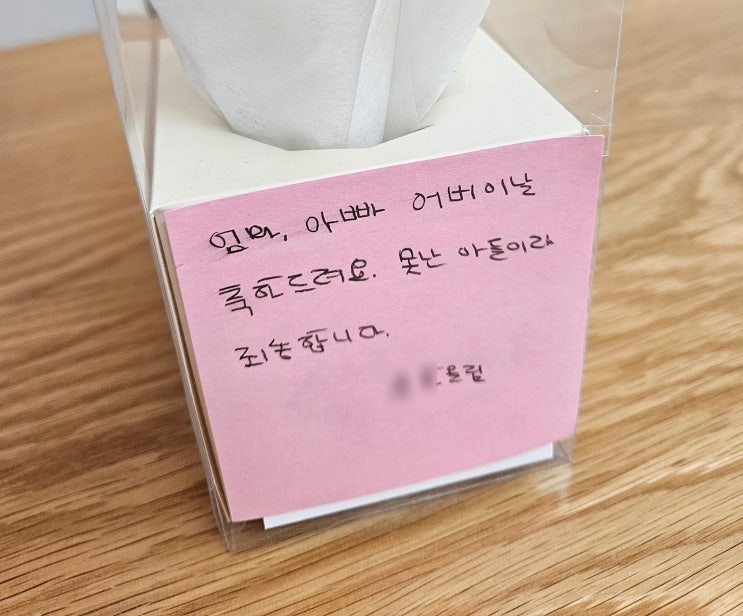 엄마, 아빠 어버이날
축하드려요. 못난 아들이라
죄송합니다.
올림